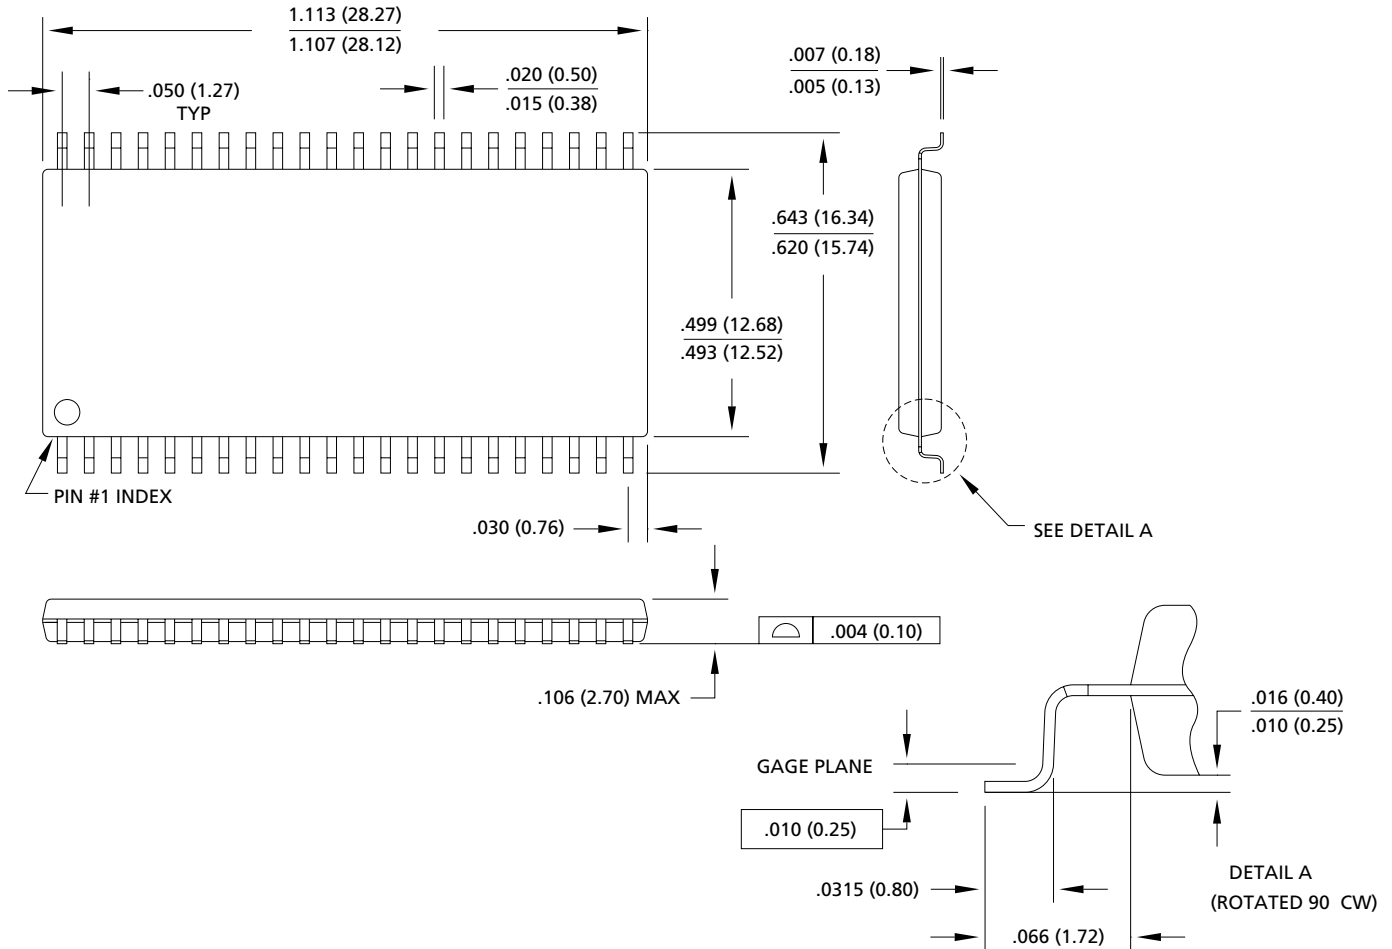 1.113 (28.27)
1.107 (28.12)
.050 (1.27)
TYP
.020 (0.50)
.015 (0.38)
.007 (0.18)
.005 (0.13)
.643 (16.34)
.620 (15.74)
.499 (12.68)
.493 (12.52)
PIN #1 INDEX
.030 (0.76)
SEE DETAIL A
.004 (0.10)
.106 (2.70) MAX
.016 (0.40)
.010 (0.25)
GAGE PLANE
.010 (0.25)
.0315 (0.80)
DETAIL A
(ROTATED 90 CW)
.066 (1.72)